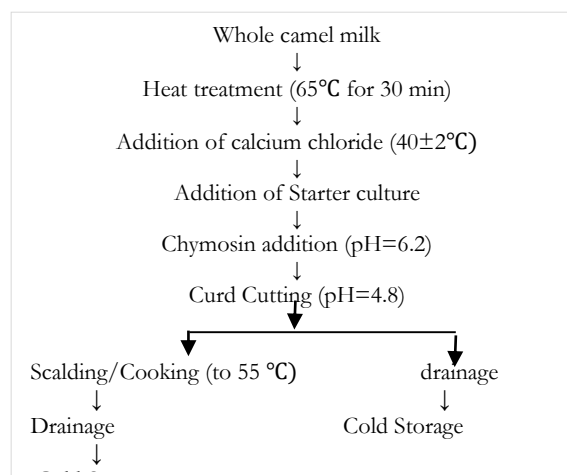 Whole camel milk
↓
Heat treatment (65℃ for 30 min)
↓
Addition of calcium chloride (40±2℃)
↓
Addition of Starter culture
↓
Chymosin addition (pH=6.2)
↓
Curd Cutting (pH=4.8)
Scalding/Cooking (to 55 ℃) drainage
↓ ↓
Drainage Cold Storage
↓